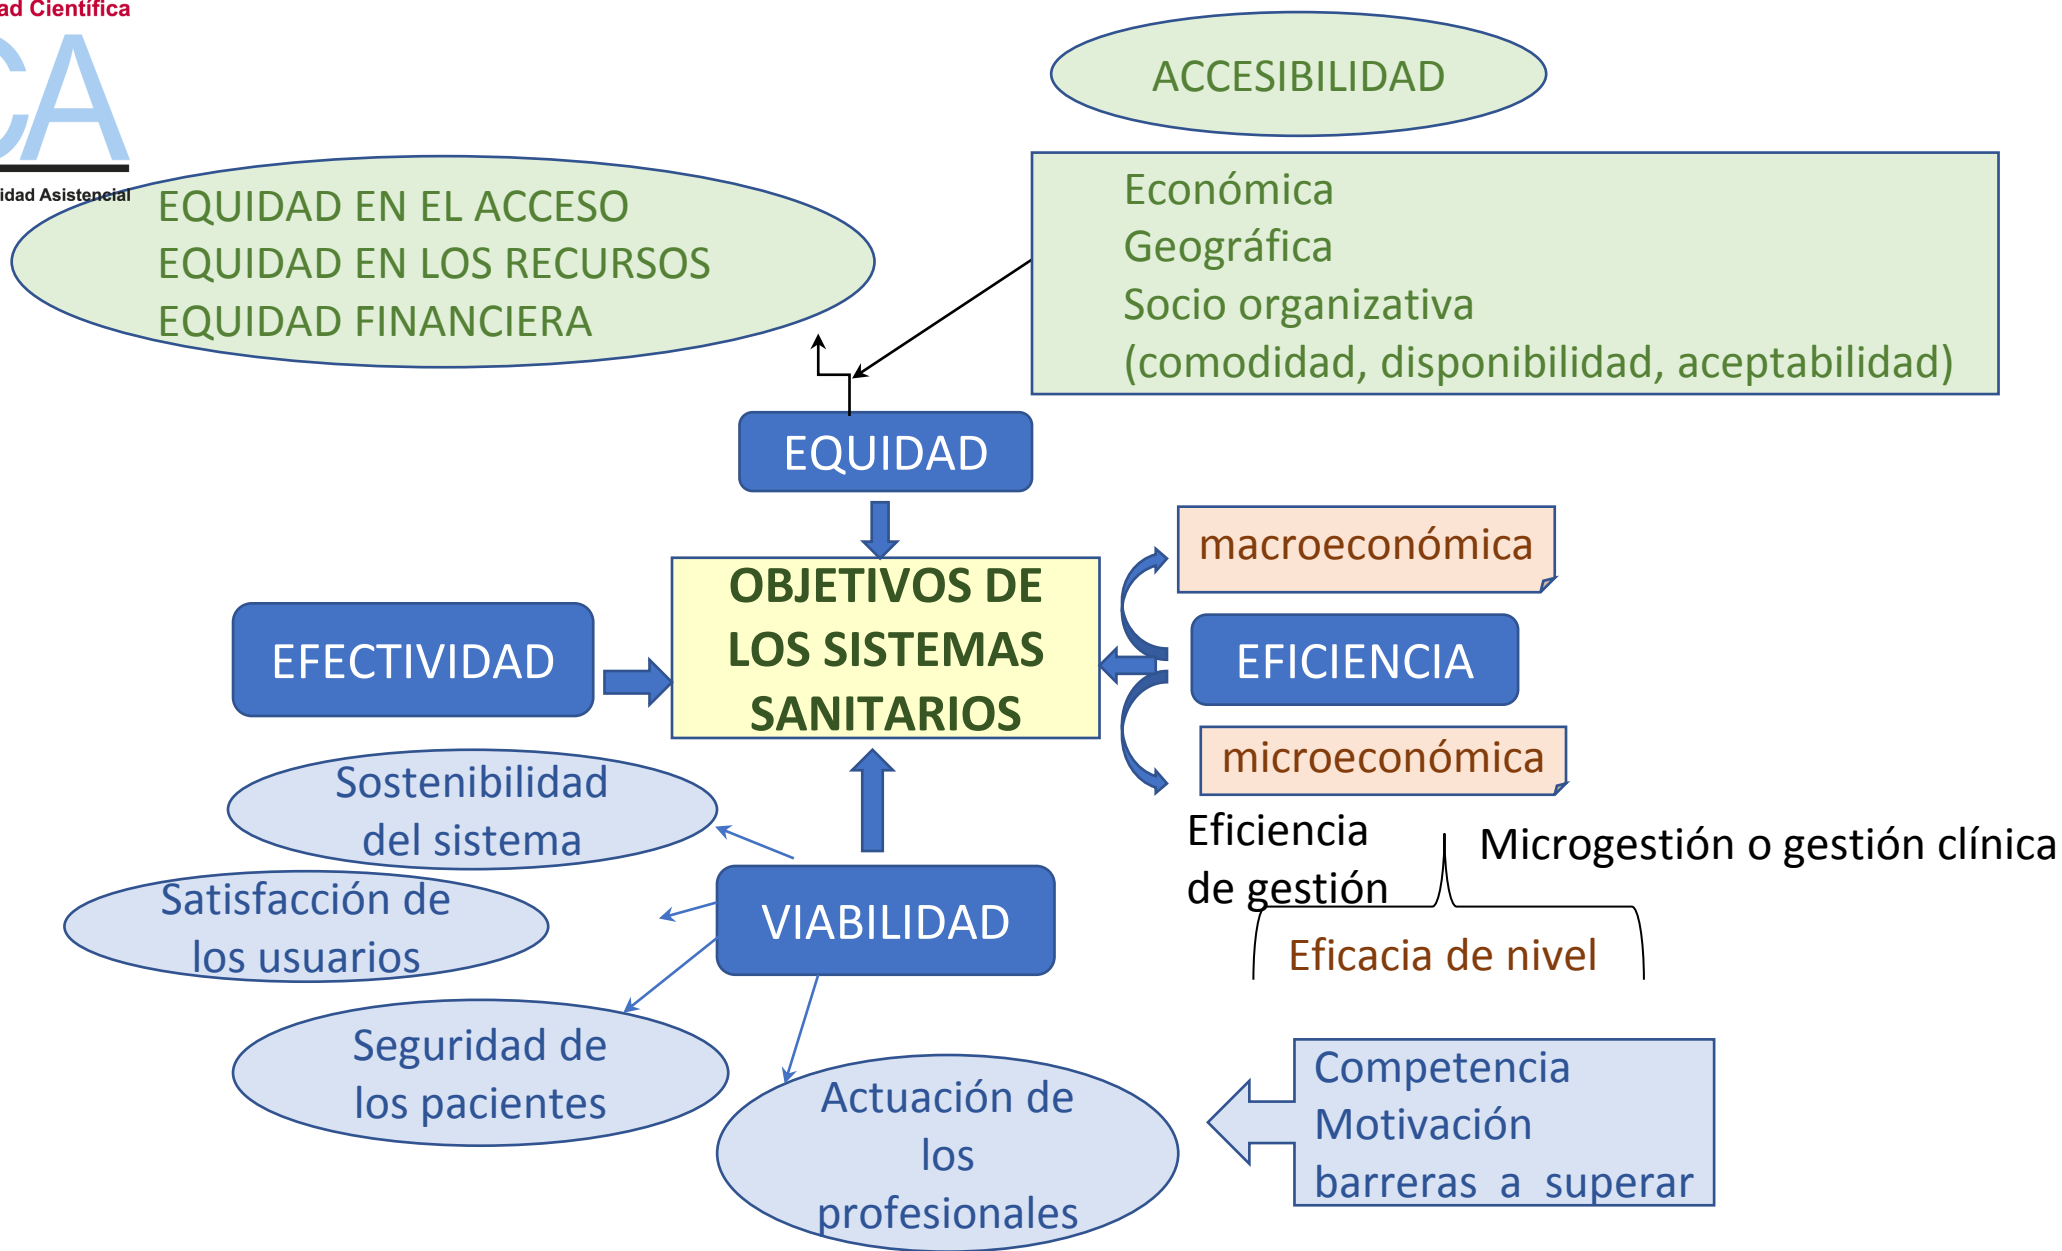 ad Científica
CA
idad Asistencial
ACCESIBILIDAD
EQUIDAD EN EL ACCESO
EQUIDAD EN LOS RECURSOS
EQUIDAD FINANCIERA
Económica
Geográfica
Socio organizativa
(comodidad, disponibilidad, aceptabilidad)
EQUIDAD
macroeconómica
OBJETIVOS DE
LOS SISTEMAS
SANITARIOS
EFECTIVIDAD
EFICIENCIA
microeconómica
Sostenibilidad
del sistema
Eficiencia
de gestión
Microgestión o gestión clínica
Satisfacción de
los usuarios
VIABILIDAD
Eficacia de nivel
Seguridad de
los pacientes
Actuación de
los
profesionales
Competencia
Motivación
barreras a superar